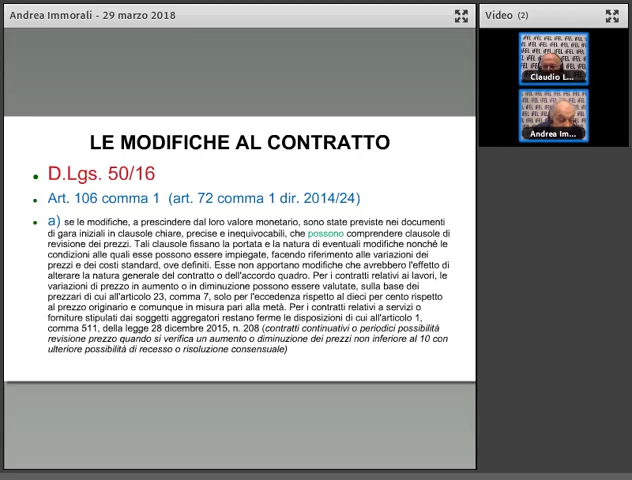 Andrea Immorali - 29 marzo 2018
Video (2)
Claudio L...
Andrea Im...
LE MODIFICHE AL CONTRATTO
D.Lgs. 50/16
Art. 106 comma 1 (art. 72 comma 1 dir. 2014/24)
a) se le modifiche, a prescindere dal loro valore monetario, sono state previste nei documenti
di gara iniziali in clausole chiare, precise e inequivocabili, che possono comprendere clausole di
revisione dei prezzi. Tali clausole fissano la portata e la natura di eventuali modifiche nonché le
condizioni alle quali esse possono essere impiegate, facendo riferimento alle variazioni dei
prezzi e dei costi standard, ove definiti. Esse non apportano modifiche che avrebbero l'effetto di
alterare la natura generale del contratto o dell'accordo quadro. Per i contratti relativi ai lavori, le
variazioni di prezzo in aumento o in diminuzione possono essere valutate, sulla base dei
prezzari di cui all'articolo 23, comma 7, solo per l'eccedenza rispetto al dieci per cento rispetto
al prezzo originario e comunque in misura pari alla metà. Per i contratti relativi a servizi o
forniture stipulati dai soggetti aggregatori restano ferme le disposizioni di cui all'articolo 1,
comma 511, della legge 28 dicembre 2015, n. 208 (contratti continuativi o periodici possibilità
revisione prezzo quando si verifica un aumento o diminuzione dei prezzi non inferiore al 10 con
ulteriore possibilità di recesso o risoluzione consensuale)